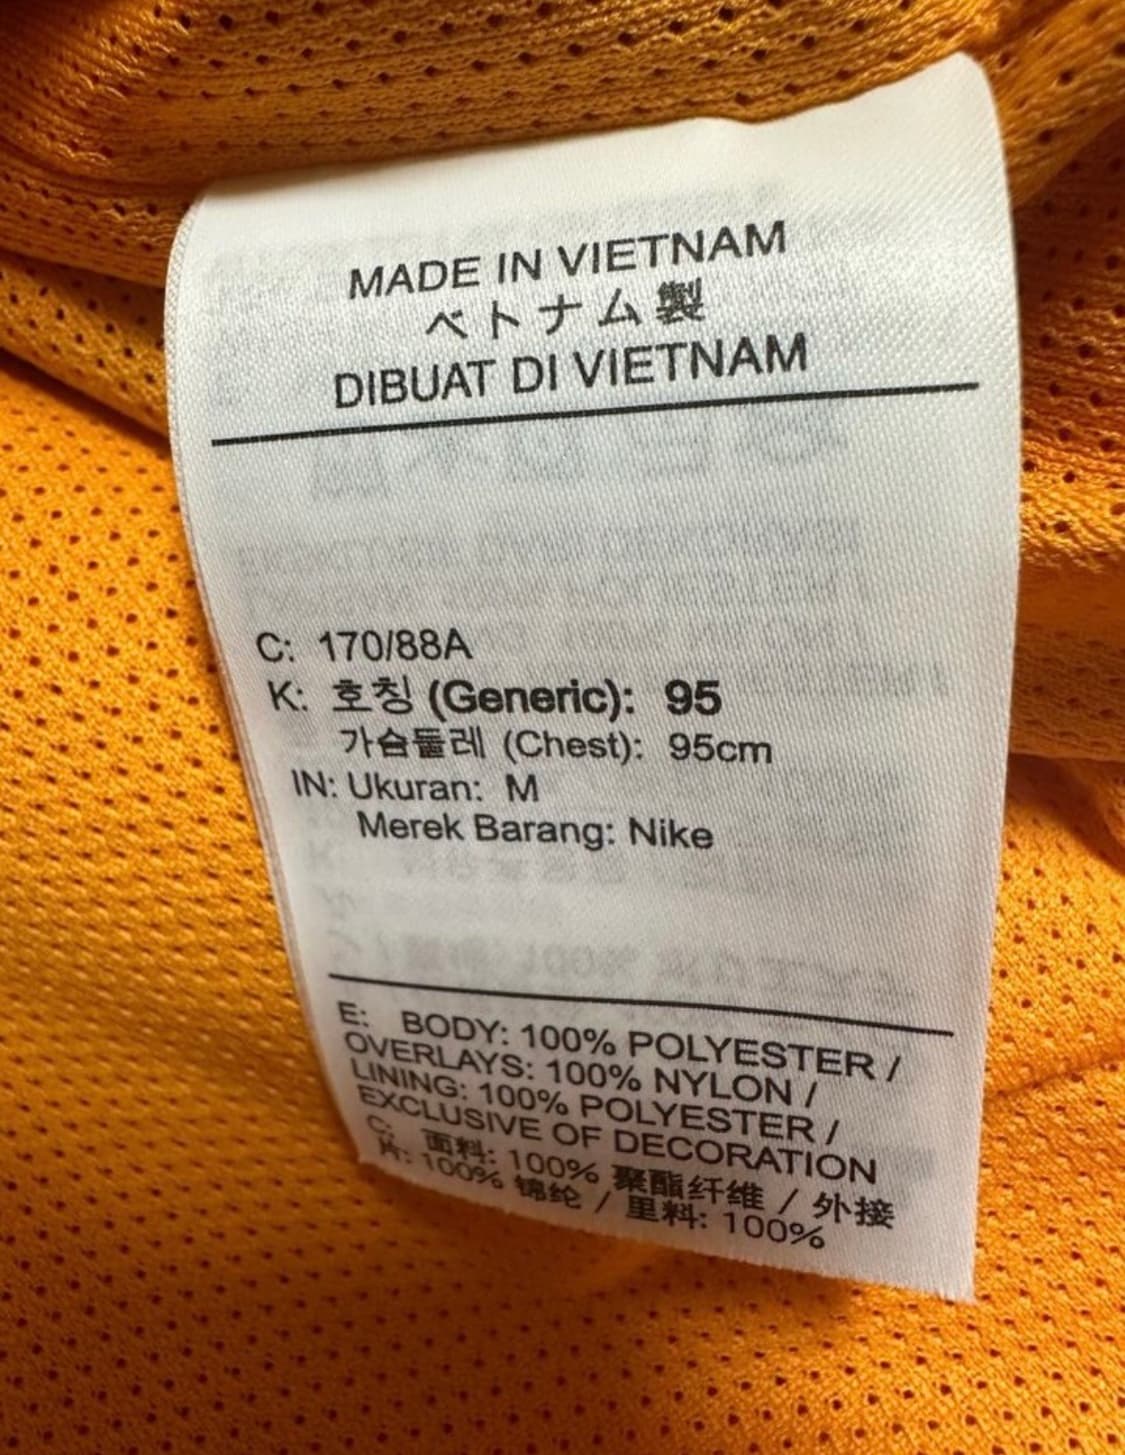 MADE IN VIETNAM
ベトナム製
DIBUAT DI VIETNAM
C: 170/88A
K: 호칭 (Generic): 95
가슴둘레 (Chest): 95cm
IN: Ukuran: M
Merek Barang: Nike
E: BODY: 100% POLYESTER /
OVERLAYS: 100% NYLON /
LINING: 100% POLYESTER /
EXCLUSIVE OF DECORATION
C: 面料: 100% 聚酯纤维 / 外接
片: 100% 锦纶 / 里料: 100%